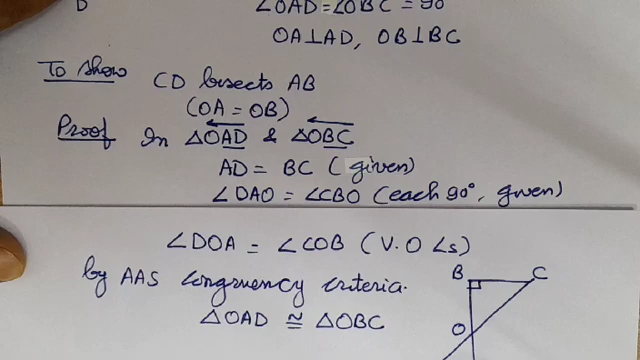 D
∠OAD = ∠OBC = 90
OA⊥AD, OB⊥BC
To show CD bisects AB
(OA = OB)
Proof In △OAD & △OBC
AD = BC (given)
∠DAO = ∠CBO (each 90°, given)
∠DOA = ∠COB (V.O ∠s)
by AAS congruency criteria.
△OAD ≅ △OBC
B C
O